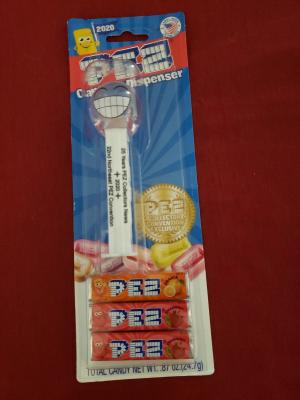 2020
PEZ
Candy Dispenser
25 Years PEZ Collectors News
+ 2020 +
22nd Northeast PEZ Convention
PEZ
COLLECTORS
CONVENTION
EXCLUSIVE
PEZ
PEZ
PEZ
TOTAL CANDY NET WT. .87 OZ (24.7g)